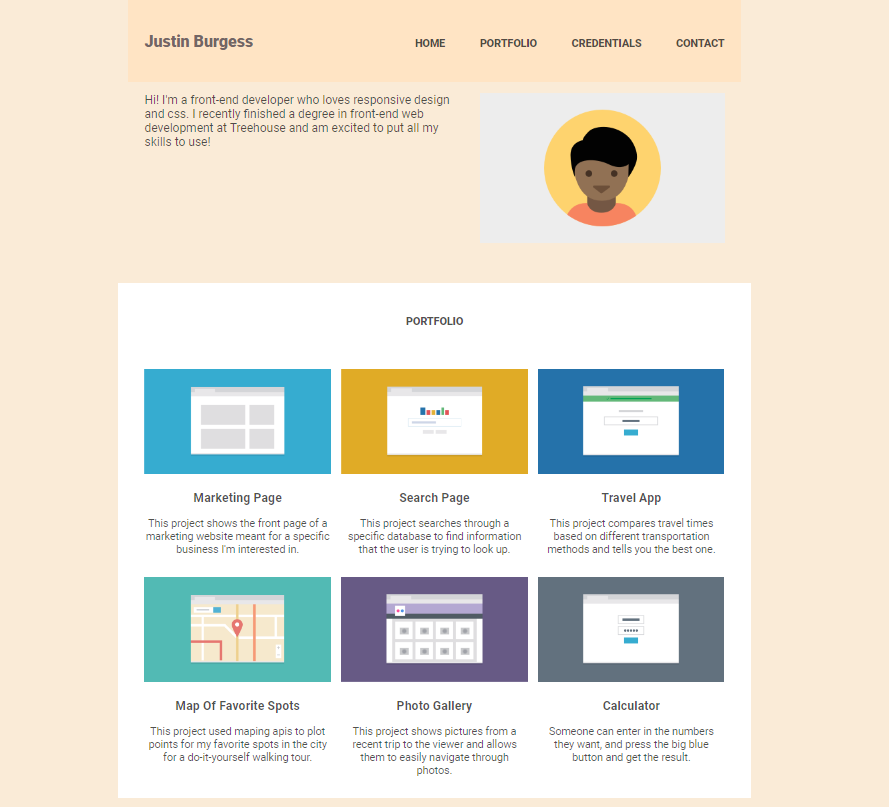 Justin Burgess
HOME PORTFOLIO CREDENTIALS CONTACT
Hi! I'm a front-end developer who loves responsive design
and css. I recently finished a degree in front-end web
development at Treehouse and am excited to put all my
skills to use!
PORTFOLIO
Marketing Page
This project shows the front page of a
marketing website meant for a specific
business I'm interested in.
Search Page
This project searches through a
specific database to find information
that the user is trying to look up.
Travel App
This project compares travel times
based on different transportation
methods and tells you the best one.
Map Of Favorite Spots
This project used maping apis to plot
points for my favorite spots in the city
for a do-it-yourself walking tour.
Photo Gallery
This project shows pictures from a
recent trip to the viewer and allows
them to easily navigate through
photos.
Calculator
Someone can enter in the numbers
they want, and press the big blue
button and get the result.